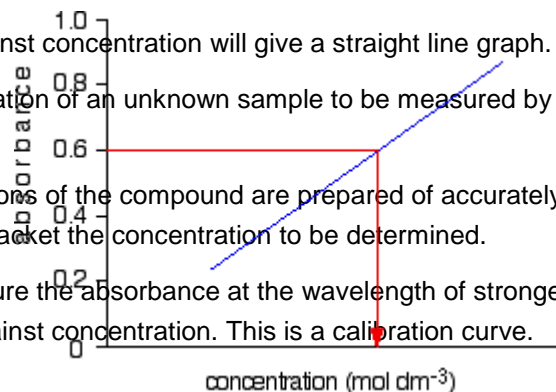 1.0
inst concentration will give a straight line graph.
0.8
ation of an unknown sample to be measured by
absorbance
0.6
ons of the compound are prepared of accurately
0.4
acket the concentration to be determined.
0.2
ure the absorbance at the wavelength of stronge
ainst concentration. This is a calibration curve.
0
concentration (mol dm-3)